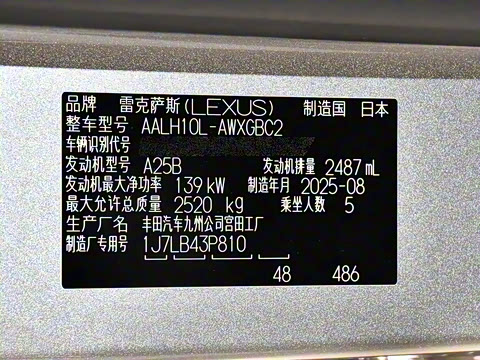 品牌 雷克萨斯(LEXUS) 制造国 日本
整车型号 AALH10L-AWXGBC2
车辆识别代号
发动机型号 A25B 发动机排量 2487 mL
发动机最大净功率 139 kW 制造年月 2025-08
最大允许总质量 2520 kg 乘坐人数 5
生产厂名 丰田汽车九州公司宫田工厂
制造厂专用号 1J7LB43P810
48 486